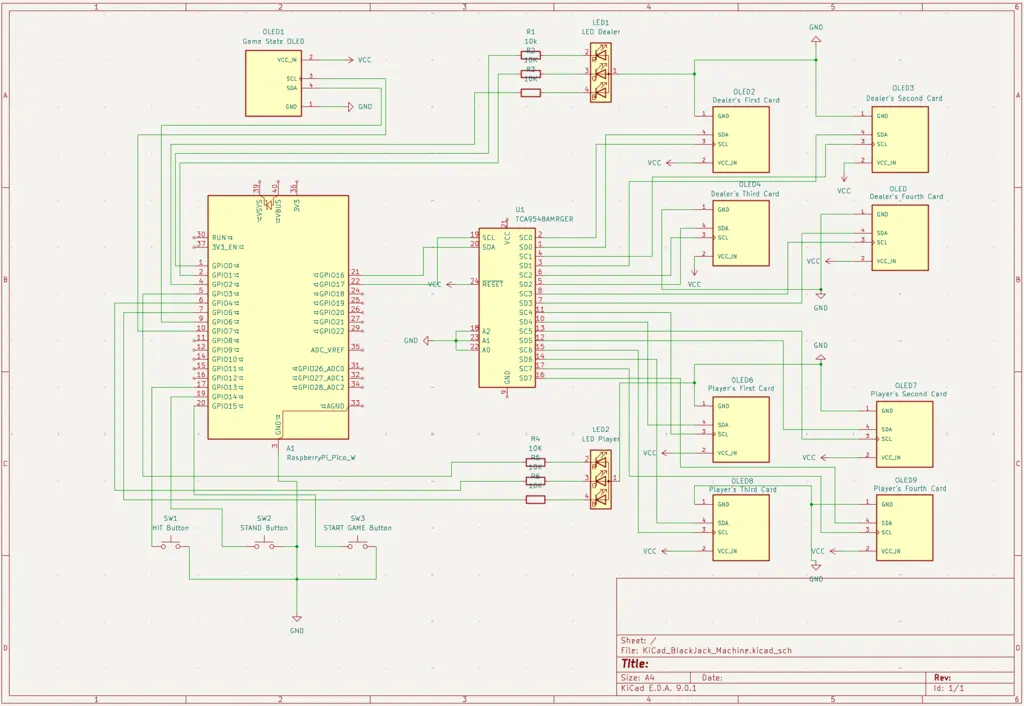 1 2 3 4 5 6
A
B
C
D
OLED1
Game State OLED
VCC_IN 2 VCC
SCL 3
SDA 4
GND 1 GND
R1
10k
R2
10K
R3
10K
LED1
LED Dealer
2 R
3 G 1
4 B
GND
OLED2
Dealer's First Card
1 GND
4 SDA
3 SCL
VCC 2 VCC_IN
OLED3
Dealer's Second Card
1 GND
4 SDA
3 SCL
2 VCC_IN
VCC
OLED4
Dealer's Third Card
1 GND
4 SDA
3 SCL
2 VCC_IN
VCC
OLED
Dealer's Fourth Card
1 GND
4 SDA
3 SCL
VCC 2 VCC_IN
GND
39 40 36
VSYS VBUS 3V3
30 RUN
37 3V3_EN
1 GPIO0
2 GPIO1
4 GPIO2
5 GPIO3
6 GPIO4
7 GPIO5
9 GPIO6
10 GPIO7
11 GPIO8
12 GPIO9
14 GPIO10
15 GPIO11
16 GPIO12
17 GPIO13
19 GPIO14
20 GPIO15
GPIO16 21
GPIO17 22
GPIO18 24
GPIO19 25
GPIO20 26
GPIO21 27
GPIO22 29
ADC_VREF 35
GPIO26_ADC0 31
GPIO27_ADC1 32
GPIO28_ADC2 34
AGND 33
GND
3
A1
RaspberryPi_Pico_W
U1
TCA9548AMRGER
21
VCC
19 SCL
20 SDA
VCC 24 RESET
18 A2
GND 23 A1
22 A0
SC0 2
SD0 1
SC1 4
SD1 3
SC2 6
SD2 5
SC3 8
SD3 7
SC4 11
SD4 10
SC5 13
SD5 12
SC6 15
SD6 14
SC7 17
SD7 16
GND
9
GND
OLED6
Player's First Card
1 GND
4 SDA
3 SCL
VCC 2 VCC_IN
OLED7
Player's Second Card
1 GND
4 SDA
3 SCL
VCC 2 VCC_IN
OLED8
Player's Third Card
1 GND
4 SDA
3 SCL
VCC 2 VCC_IN
OLED9
Player's Fourth Card
1 GND
4 SDA
3 SCL
VCC 2 VCC_IN
GND
R4
10K
R5
10K
R6
10K
LED2
LED Player
2 R
3 G 1
4 B
SW1
HIT Button
SW2
STAND Button
SW3
START GAME Button
GND
Sheet: /
File: KiCad_BlackJack_Machine.kicad_sch
Title:
Size: A4 Date: Rev:
KiCad E.D.A. 9.0.1 Id: 1/1
1 2 3 4 5 6
A
B
C
D